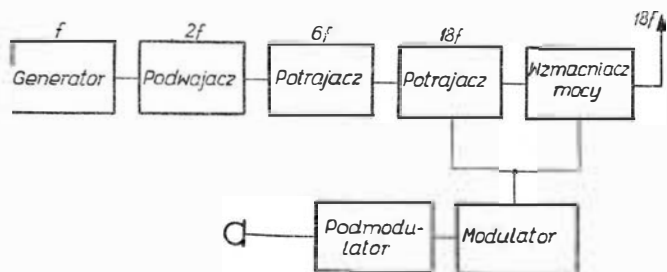 f
2f
6f
18f
18f
Generator
Podwajacz
Potrajacz
Potrajacz
Wzmacniacz
mocy
Podmodu-
lator
Modulator